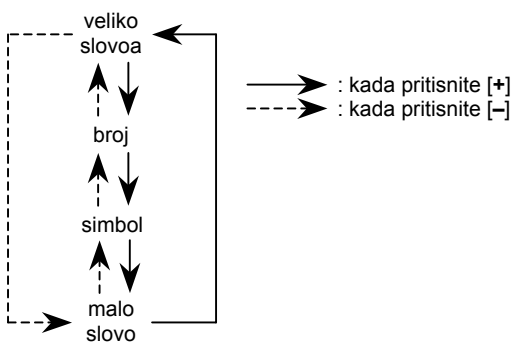 veliko
slovoa
broj
simbol
malo
slovo
: kada pritisnite [+]
: kada pritisnite [–]